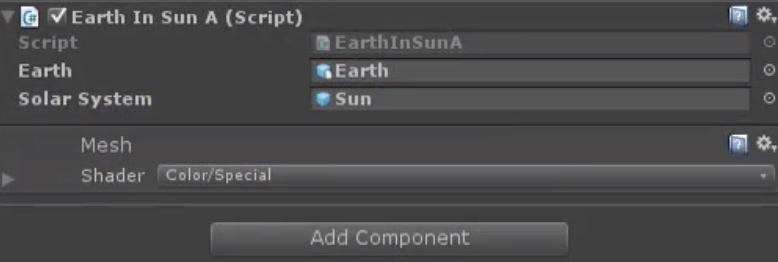 Earth In Sun A (Script)
Script EarthInSunA
Earth Earth
Solar System Sun
Mesh
Shader Color/Special
Add Component